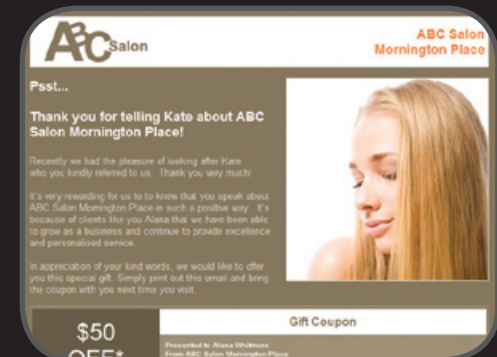 ABC Salon
ABC Salon
Mornington Place
Psst...
Thank you for telling Kate about ABC
Salon Mornington Place!
Recently we had the pleasure of looking after Kate
who you kindly referred to us. Thank you very much!
It's very rewarding for us to to know that you speak about
ABC Salon Mornington Place in such a positive way. It's
because of clients like you Alana that we have been able
to grow as a business and continue to provide excellence
and personalised service.
In appreciation of your kind words, we would like to offer
you this special gift. Simply print out this email and bring
the coupon with you next time you visit.
$50
OFF*
Gift Coupon
Presented to Alana Whitmore
From ABC Salon Mornington Place